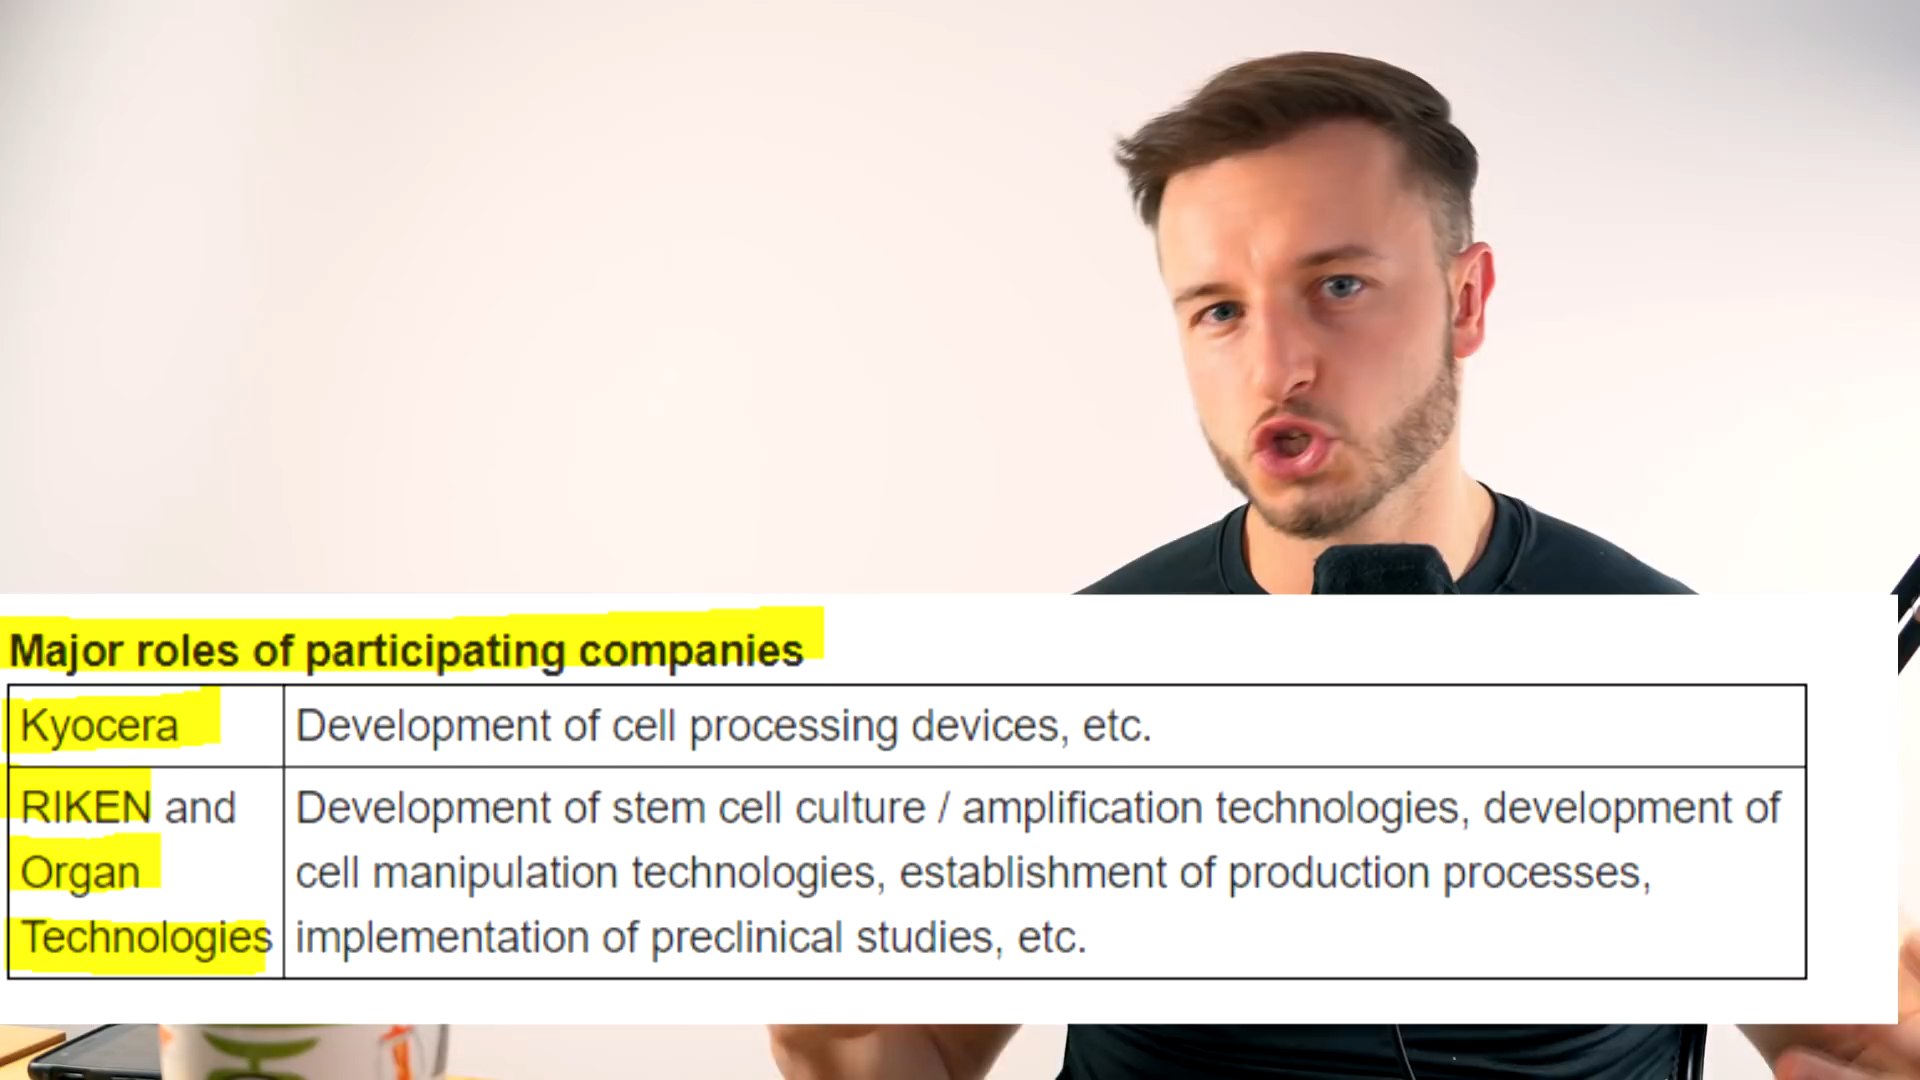 Major roles of participating companies
Kyocera
Development of cell processing devices, etc.
RIKEN and
Organ
Technologies
Development of stem cell culture / amplification technologies, development of
cell manipulation technologies, establishment of production processes,
implementation of preclinical studies, etc.